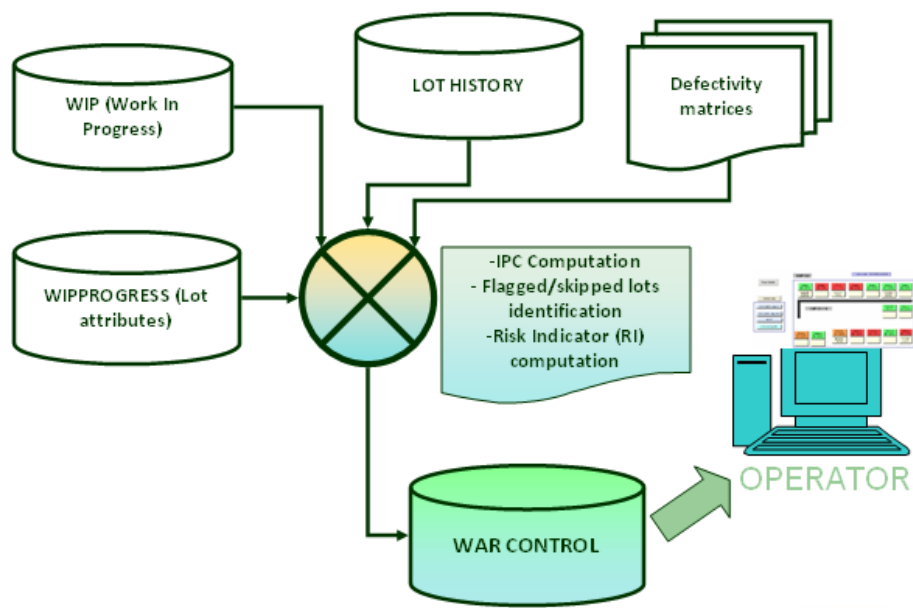 WIP (Work In
Progress)
LOT HISTORY
Defectivity
matrices
WIPPROGRESS (Lot
attributes)
-IPC Computation
- Flagged/skipped lots
identification
-Risk Indicator (RI)
computation
WAR CONTROL
OPERATOR